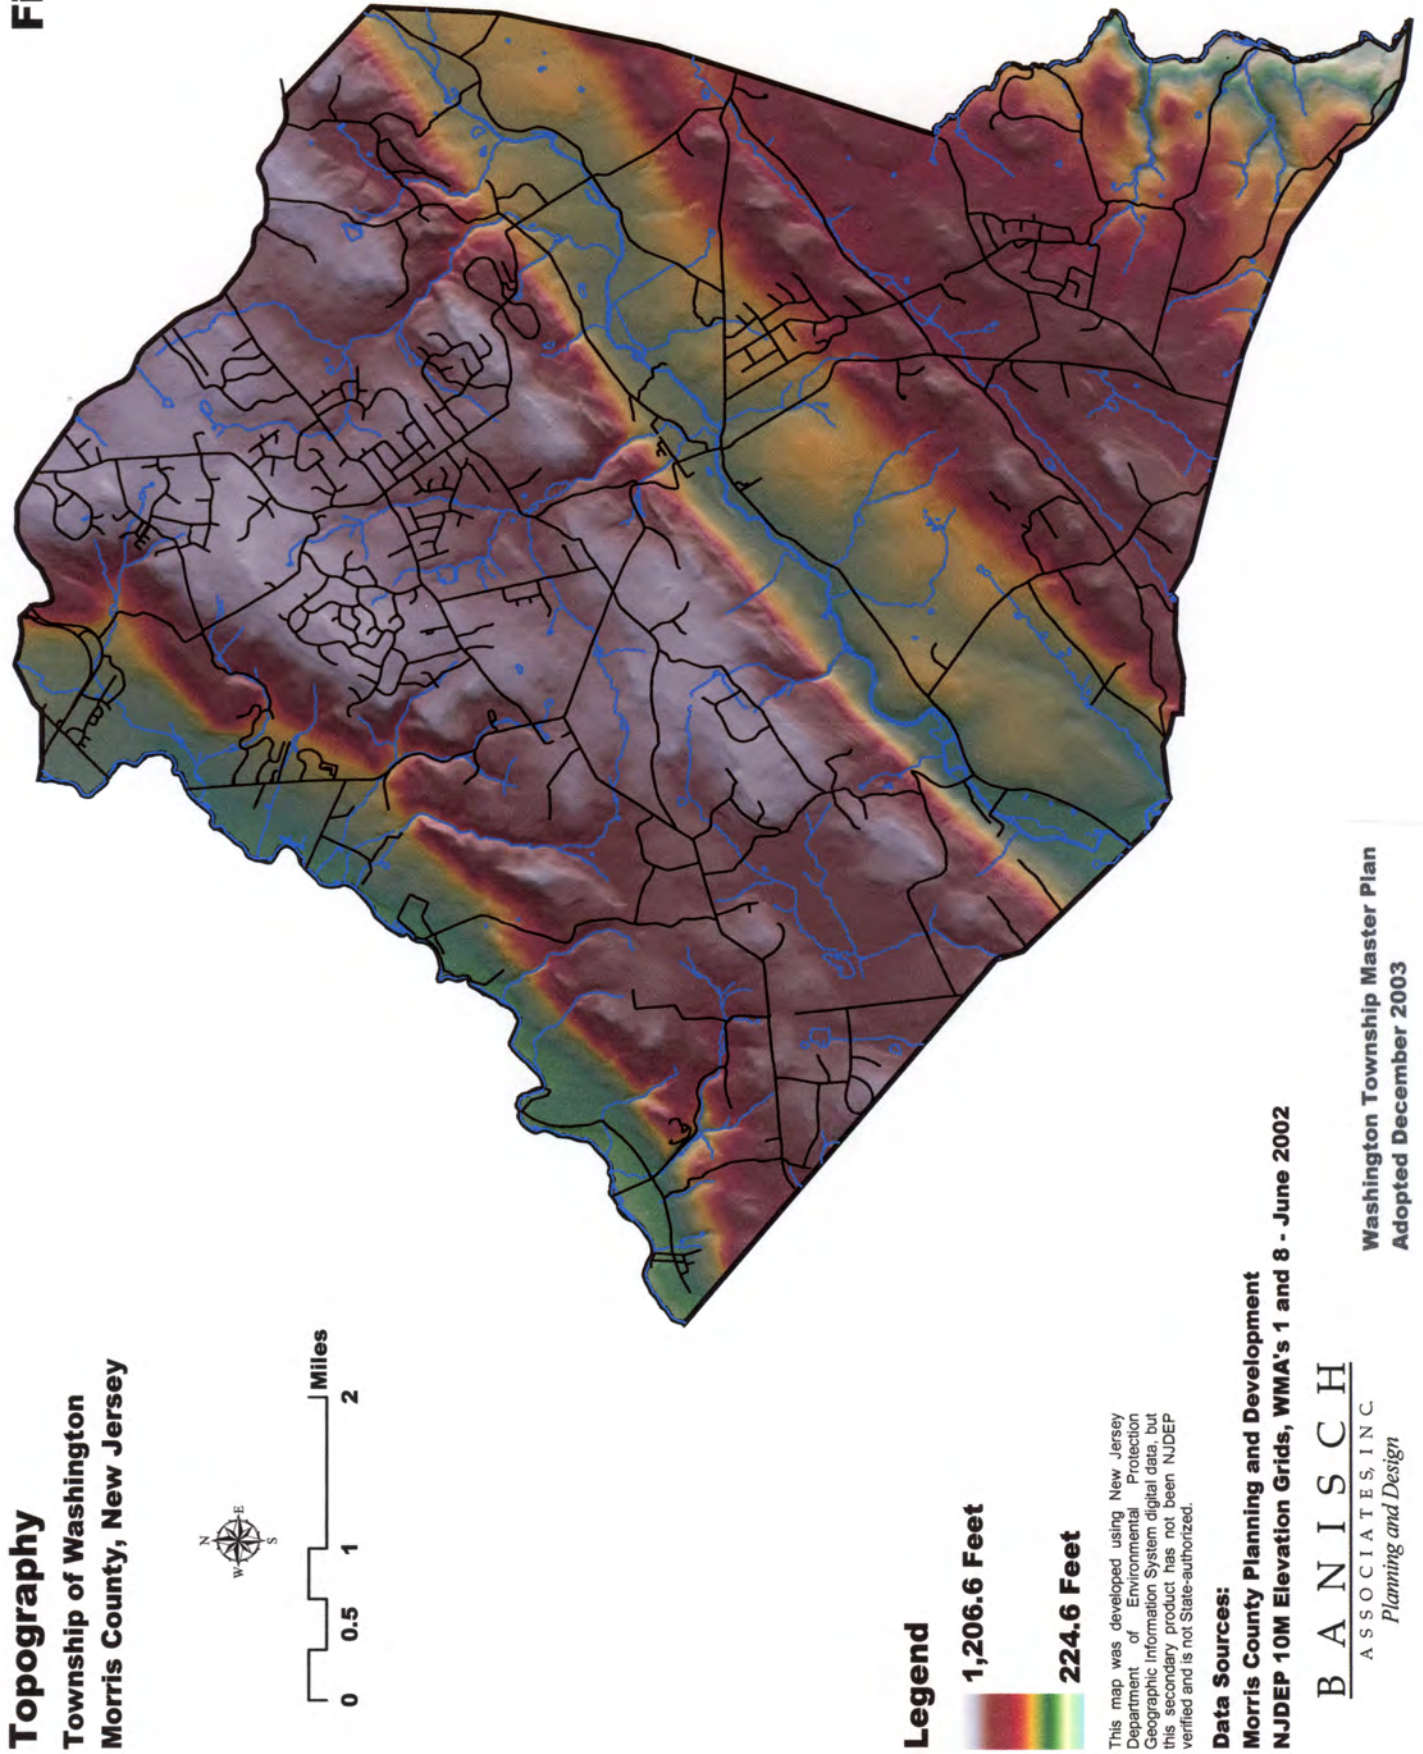 Topography
Township of Washington
Morris County, New Jersey
N
W
E
S
Miles
0 0.5 1 2
Legend
1,206.6 Feet
224.6 Feet
This map was developed using New Jersey
Department of Environmental Protection
Geographic Information System digital data, but
this secondary product has not been NJDEP
verified and is not State-authorized.
Data Sources:
Morris County Planning and Development
NJDEP 10M Elevation Grids, WMA's 1 and 8 - June 2002
BANISCH
ASSOCIATES, INC.
Planning and Design
Washington Township Master Plan
Adopted December 2003